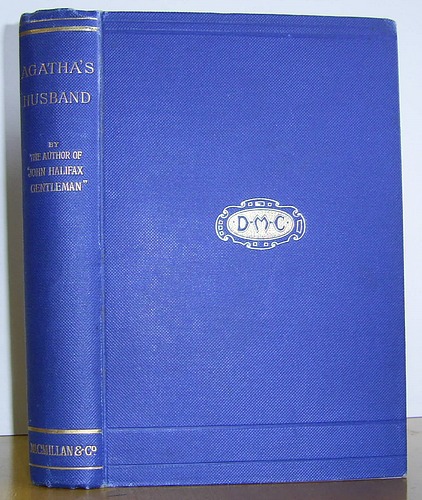 AGATHA'S
HUSBAND
BY
THE AUTHOR OF
"JOHN HALIFAX
GENTLEMAN"
MACMILLAN & Co
D·M·C·